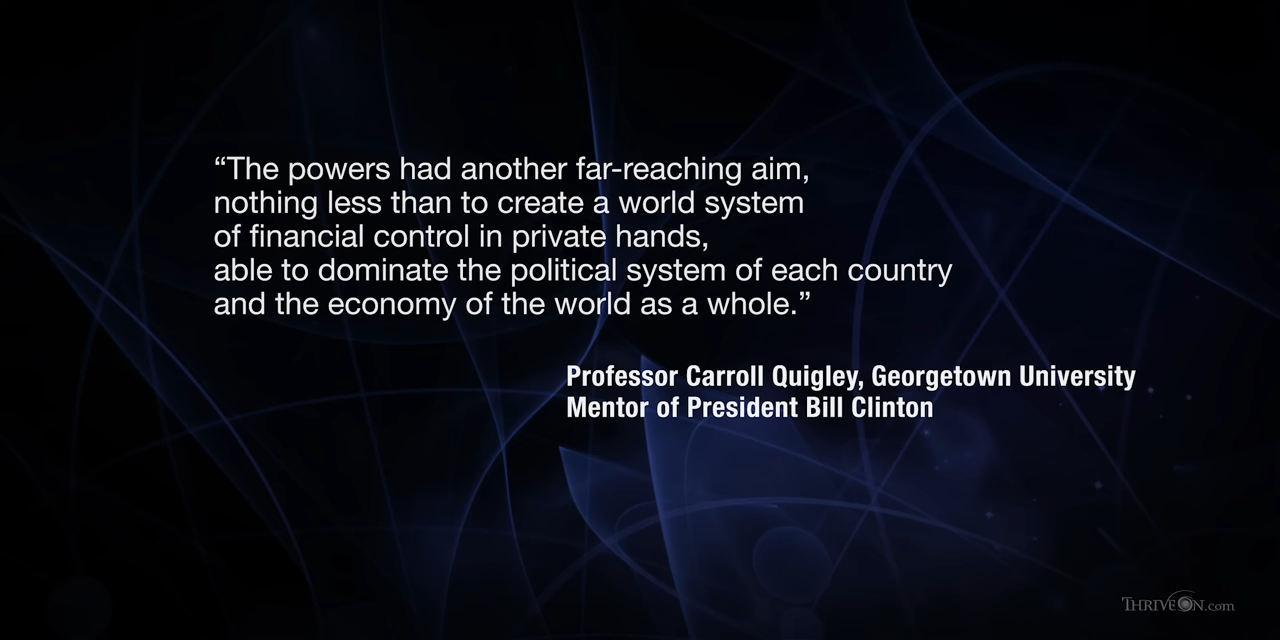 “The powers had another far-reaching aim,
nothing less than to create a world system
of financial control in private hands,
able to dominate the political system of each country
and the economy of the world as a whole.”
Professor Carroll Quigley, Georgetown University
Mentor of President Bill Clinton
THRIVEON.com